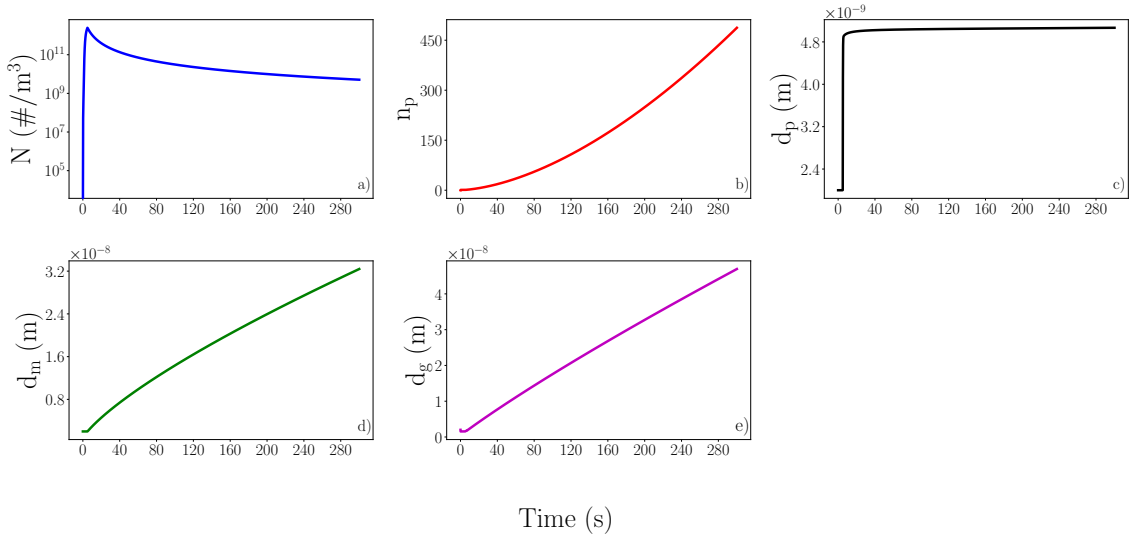 N (#/m³)
10¹¹
10⁹
10⁷
10⁵
0 40 80 120 160 200 240 280
a)
n_p
450
300
150
0
0 40 80 120 160 200 240 280
b)
×10⁻⁹
d_p (m)
4.8
4.0
3.2
2.4
0 40 80 120 160 200 240 280
c)
×10⁻⁸
d_m (m)
3.2
2.4
1.6
0.8
0 40 80 120 160 200 240 280
d)
×10⁻⁸
d_g (m)
4
3
2
1
0
0 40 80 120 160 200 240 280
e)
Time (s)